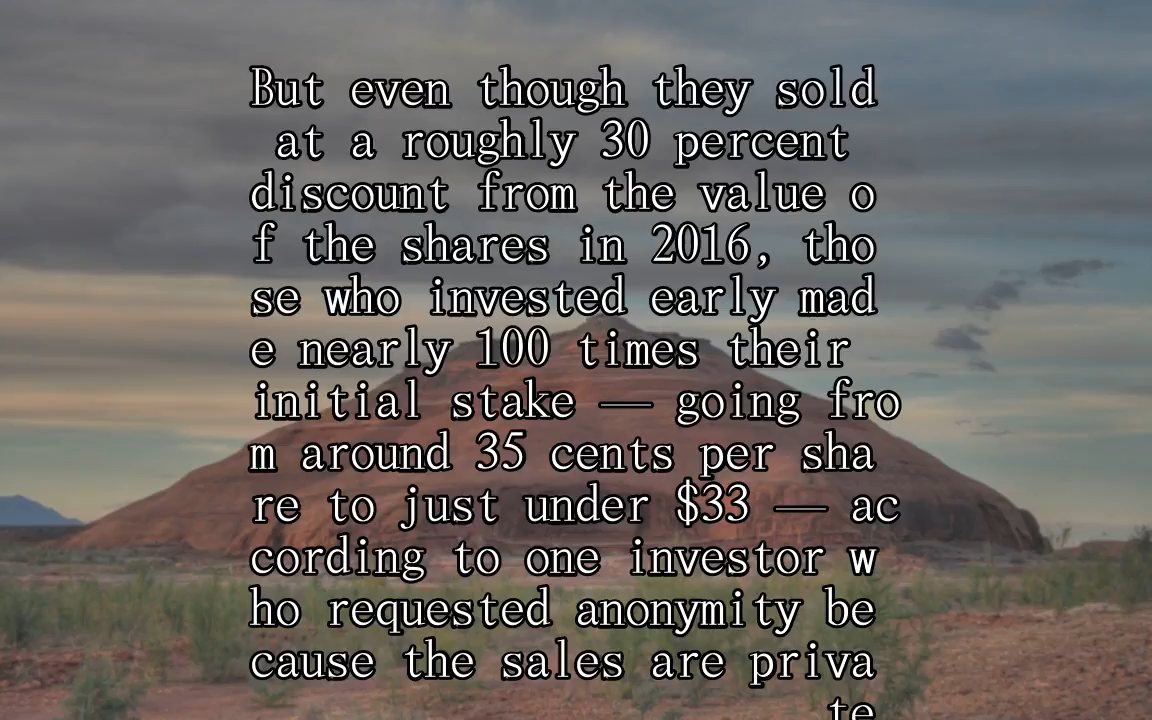 But even though they sold
at a roughly 30 percent
discount from the value o
f the shares in 2016, tho
se who invested early mad
e nearly 100 times their
initial stake — going fro
m around 35 cents per sha
re to just under $33 — ac
cording to one investor w
ho requested anonymity be
cause the sales are priva
te